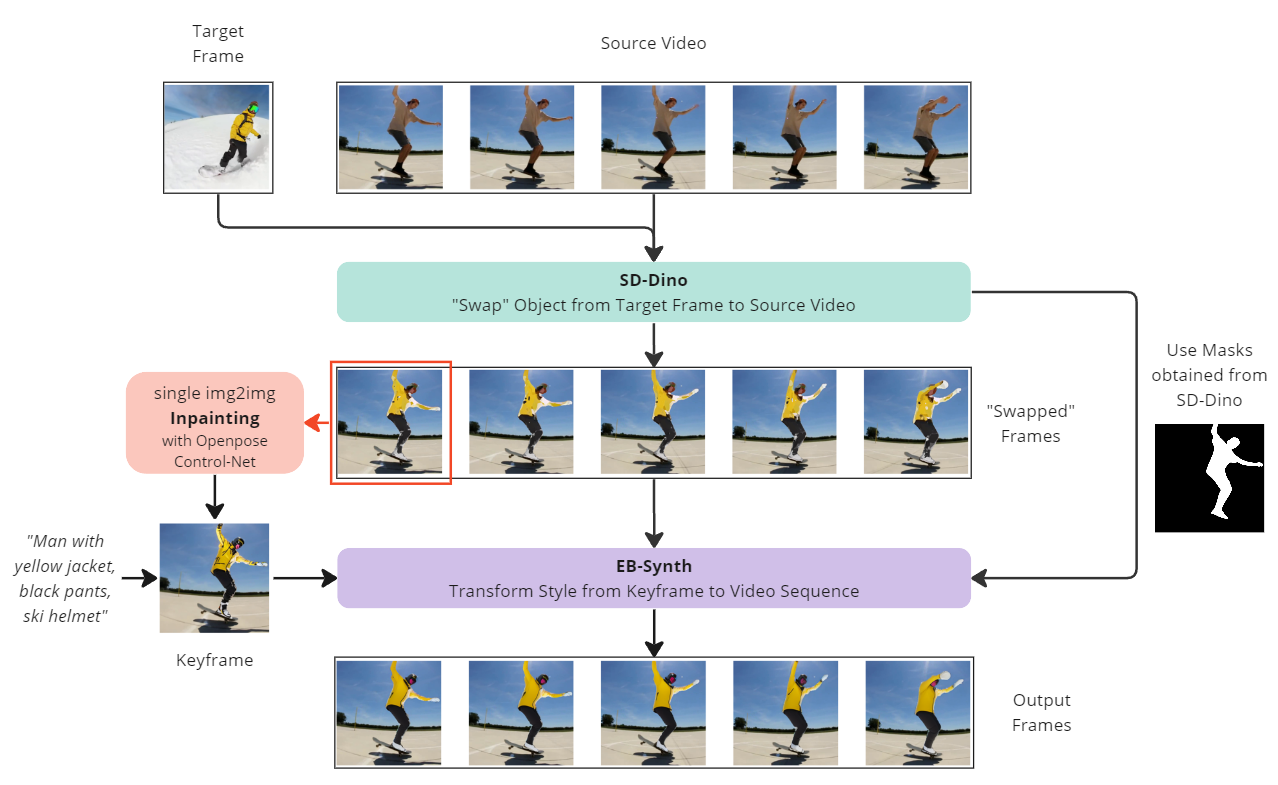 Target
Frame
Source Video
SD-Dino
"Swap" Object from Target Frame to Source Video
Use Masks
obtained from
SD-Dino
single img2img
Inpainting
with Openpose
Control-Net
"Swapped"
Frames
"Man with
yellow jacket,
black pants,
ski helmet"
Keyframe
EB-Synth
Transform Style from Keyframe to Video Sequence
Output
Frames